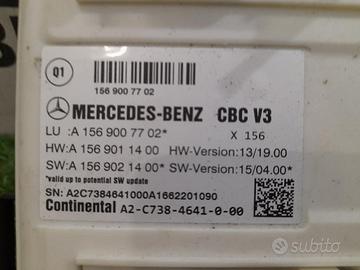 Q1
156 900 77 02
MERCEDES-BENZ CBC V3
LU :A 156 900 77 02* X 156
HW:A 156 901 14 00 HW-Version:13/19.00
SW:A 156 902 14 00* SW-Version:15/04.00*
*valid up to potential SW update
SN: A2C7384641000A1662201090
Continental A2-C738-4641-0-00
subito